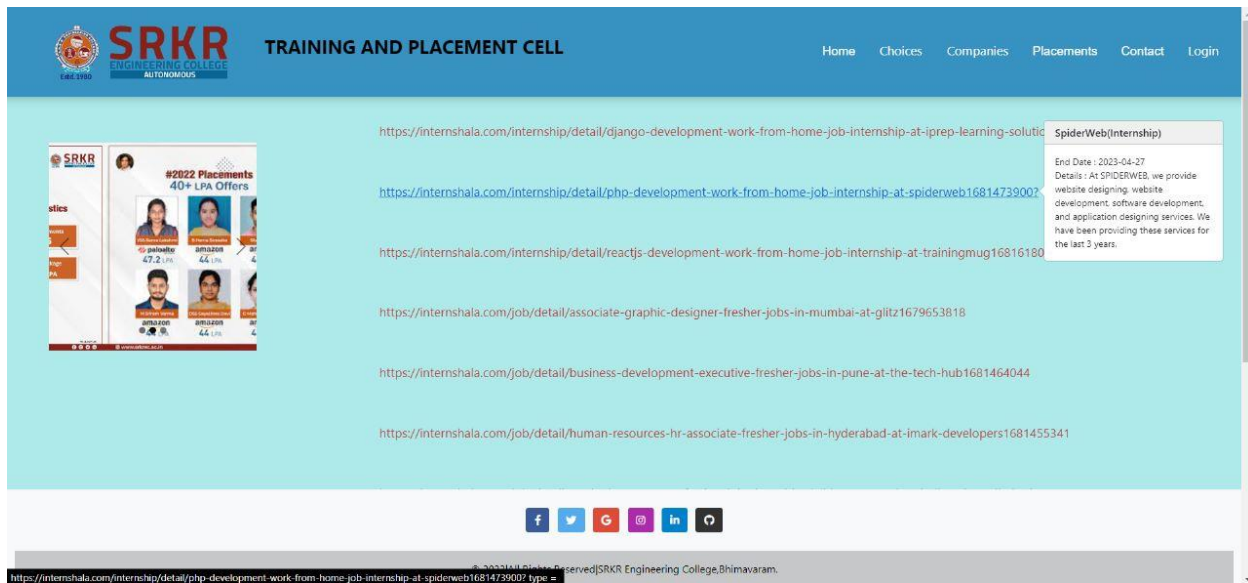 SRKR
ENGINEERING COLLEGE
AUTONOMOUS
Estd. 1980
TRAINING AND PLACEMENT CELL
Home Choices Companies Placements Contact Login
https://internshala.com/internship/detail/django-development-work-from-home-job-internship-at-iprep-learning-solutio
SpiderWeb(Internship)
End Date : 2023-04-27
Details : At SPIDERWEB, we provide
website designing, website
development, software development,
and application designing services. We
have been providing these services for
the last 3 years.
https://internshala.com/internship/detail/php-development-work-from-home-job-internship-at-spiderweb1681473900?
https://internshala.com/internship/detail/reactjs-development-work-from-home-job-internship-at-trainingmug16816180
https://internshala.com/job/detail/associate-graphic-designer-fresher-jobs-in-mumbai-at-glitz1679653818
https://internshala.com/job/detail/business-development-executive-fresher-jobs-in-pune-at-the-tech-hub1681464044
https://internshala.com/job/detail/human-resources-hr-associate-fresher-jobs-in-hyderabad-at-imark-developers1681455341
SRKR
#2022 Placements
40+ LPA Offers
stics
paloalto
47.2 LPA
amazon
44 LPA
amazon
amazon
44 LPA
Reserved|SRKR Engineering College,Bhimavaram.
https://internshala.com/internship/detail/php-development-work-from-home-job-internship-at-spiderweb1681473900? type =